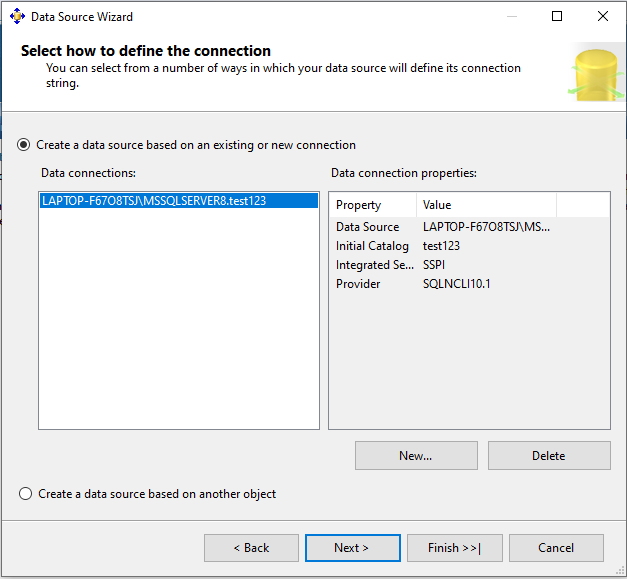 Data Source Wizard
Select how to define the connection
You can select from a number of ways in which your data source will define its connection
string.
Create a data source based on an existing or new connection
Data connections:
Data connection properties:
LAPTOP-F67O8TSJ\MSSQLSERVER8.test123
Property Value
Data Source LAPTOP-F67O8TSJ\MS...
Initial Catalog test123
Integrated Se... SSPI
Provider SQLNCLI10.1
New... Delete
Create a data source based on another object
< Back Next > Finish >>| Cancel